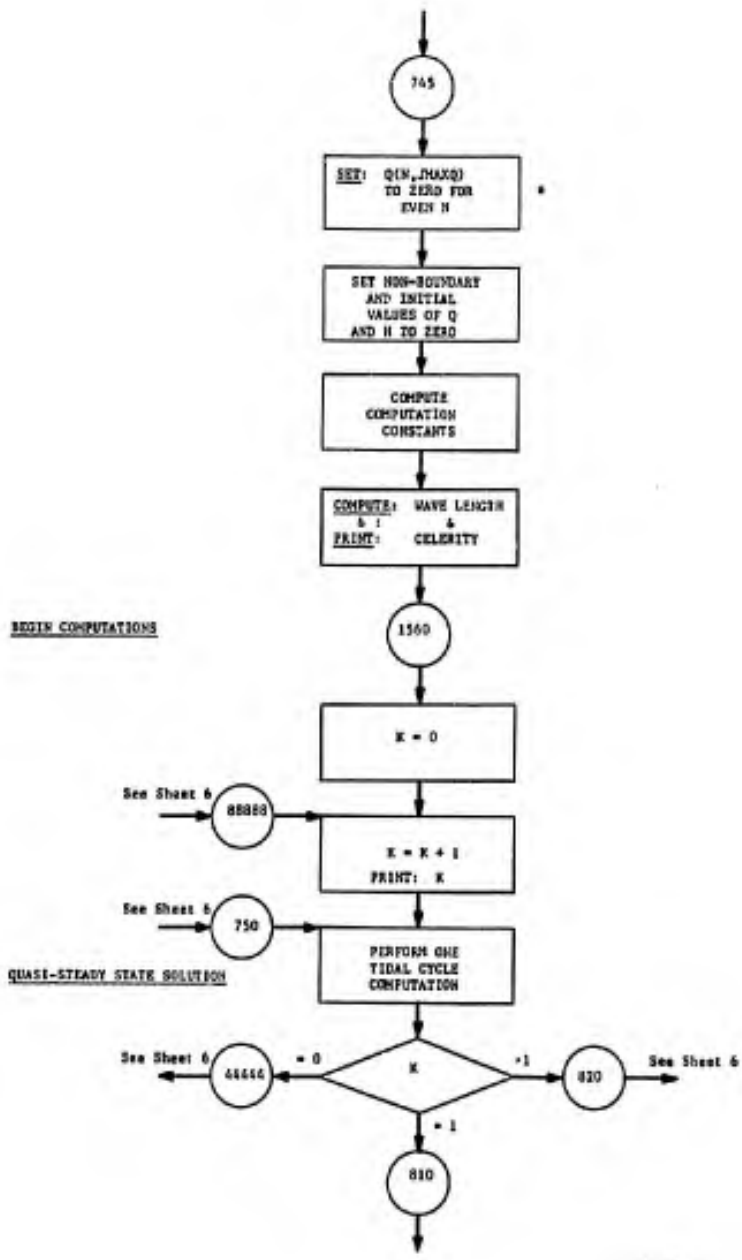 745
SET: Q(N,JMAXQ)
TO ZERO FOR
EVEN N
*
SET NON-BOUNDARY
AND INITIAL
VALUES OF Q
AND H TO ZERO
COMPUTE
COMPUTATION
CONSTANTS
COMPUTE: WAVE LENGTH
& : &
PRINT: CELERITY
BEGIN COMPUTATIONS
1560
K = 0
See Sheet 6
88888
K = K + 1
PRINT: K
See Sheet 6
750
PERFORM ONE
TIDAL CYCLE
COMPUTATION
QUASI-STEADY STATE SOLUTION
See Sheet 6
44444
= 0
K
>1
820
See Sheet 6
= 1
810